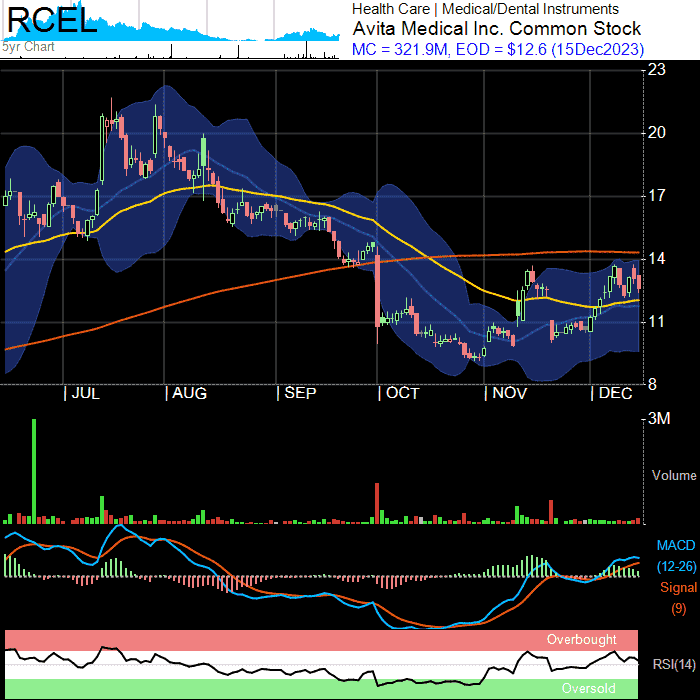 RCEL
5yr Chart
Health Care | Medical/Dental Instruments
Avita Medical Inc. Common Stock
MC = 321.9M, EOD = $12.6 (15Dec2023)
23
20
17
14
11
8
| JUL | AUG | SEP | OCT | NOV | DEC
3M
Volume
MACD
(12-26)
Signal
(9)
Overbought
RSI(14)
Oversold